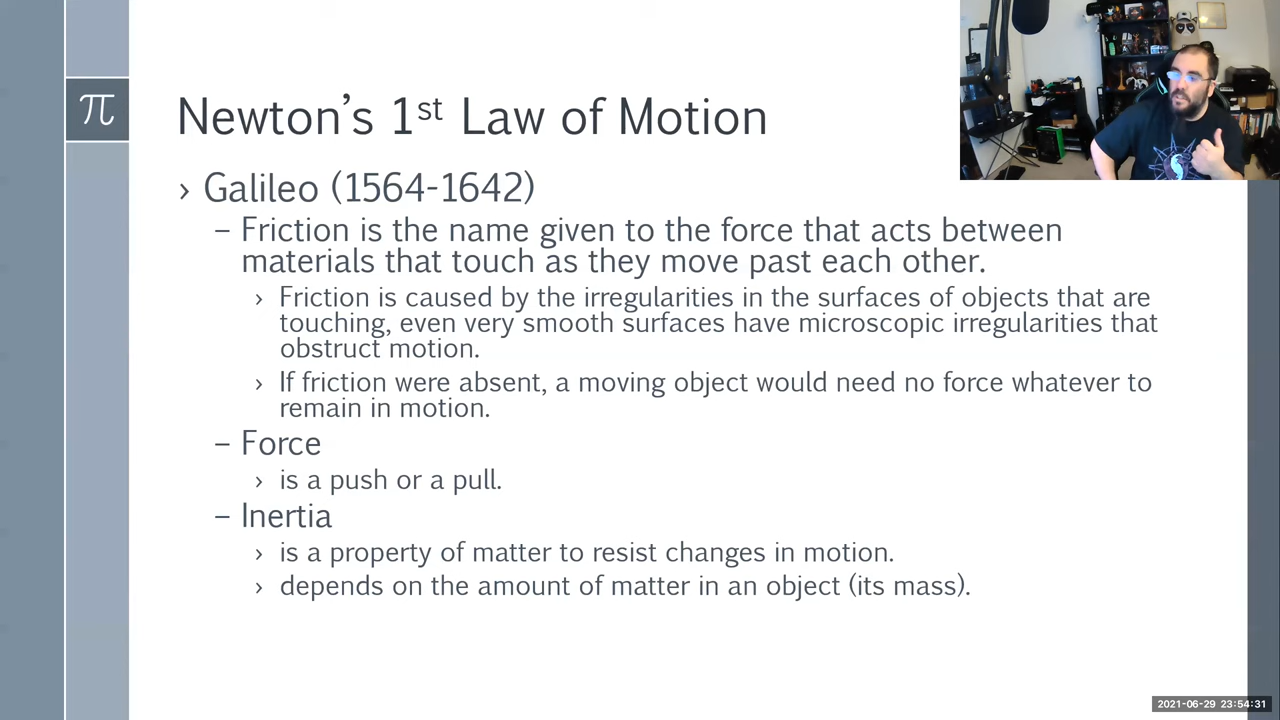 π
Newton’s 1st Law of Motion
› Galileo (1564-1642)
– Friction is the name given to the force that acts between
materials that touch as they move past each other.
› Friction is caused by the irregularities in the surfaces of objects that are
touching, even very smooth surfaces have microscopic irregularities that
obstruct motion.
› If friction were absent, a moving object would need no force whatever to
remain in motion.
– Force
› is a push or a pull.
– Inertia
› is a property of matter to resist changes in motion.
› depends on the amount of matter in an object (its mass).
2021-06-29 23:54:31